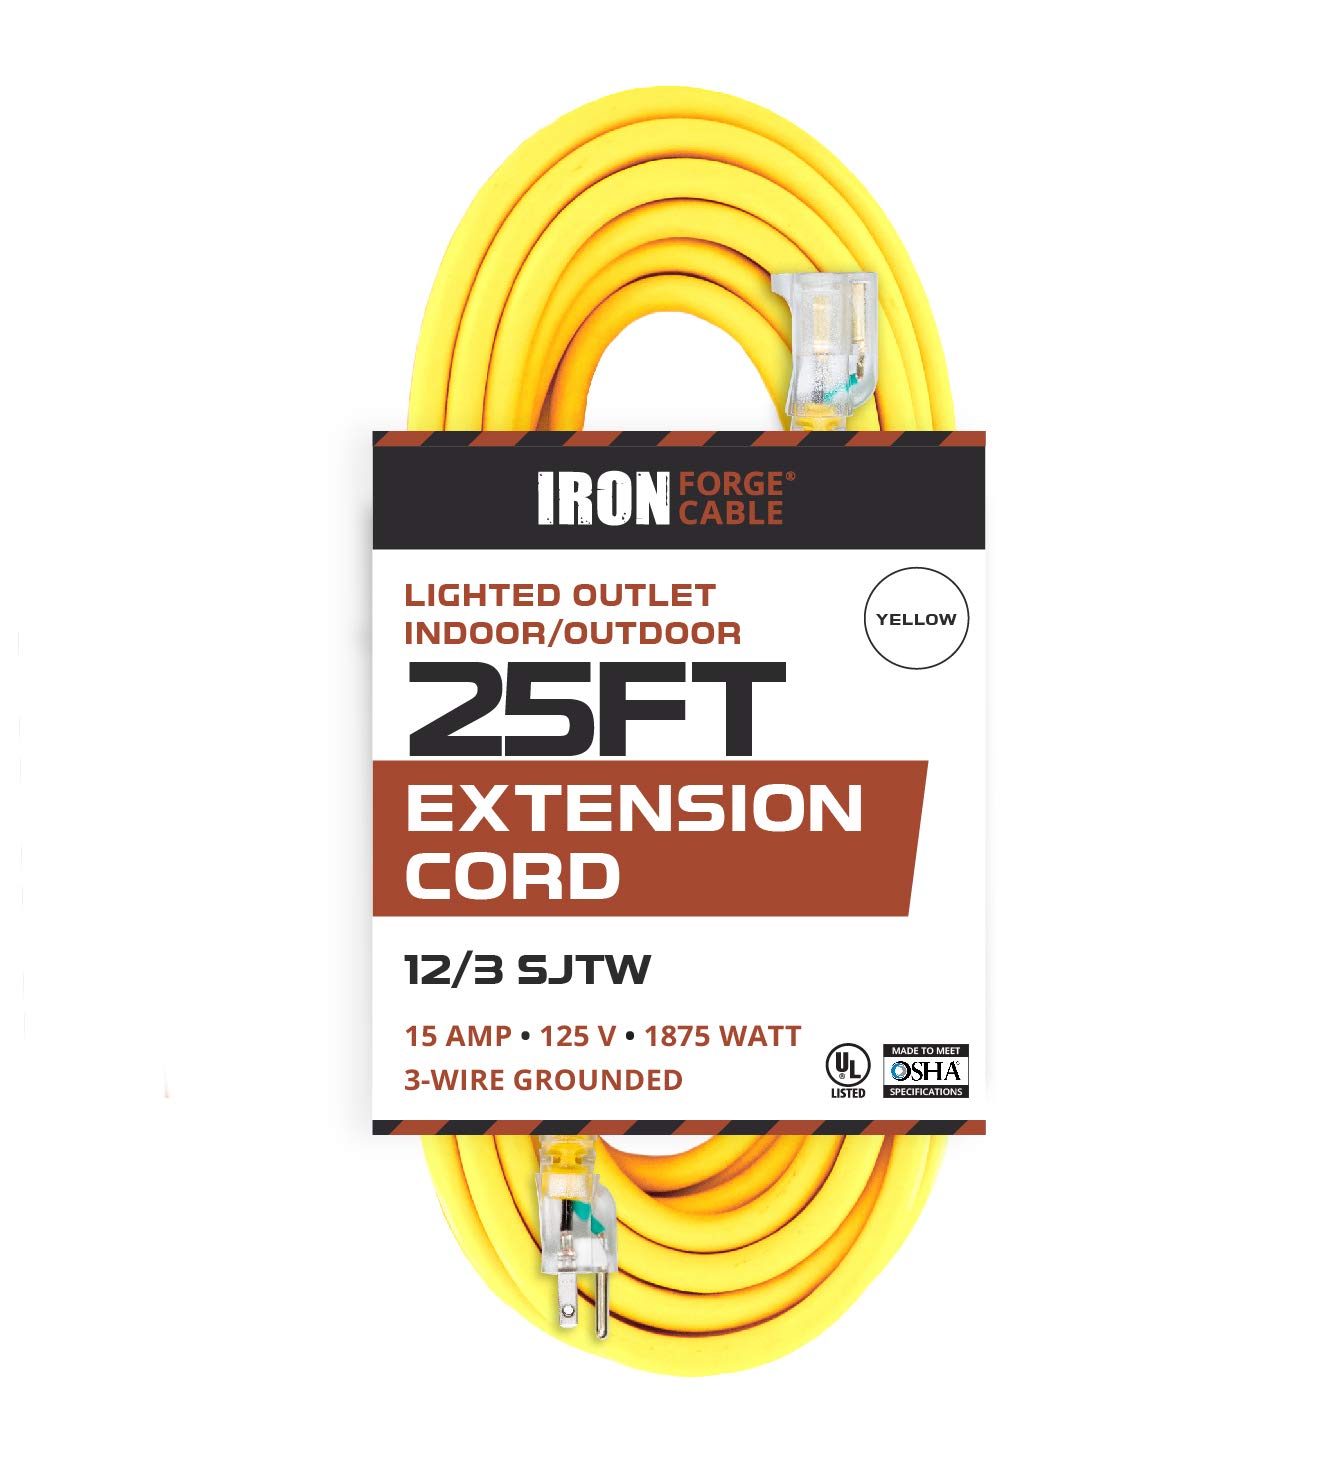 IRON FORGE®
CABLE
LIGHTED OUTLET
INDOOR/OUTDOOR
YELLOW
25FT
EXTENSION
CORD
12/3 SJTW
15 AMP • 125 V • 1875 WATT
3-WIRE GROUNDED
UL
®
LISTED
MADE TO MEET
OSHA
SPECIFICATIONS